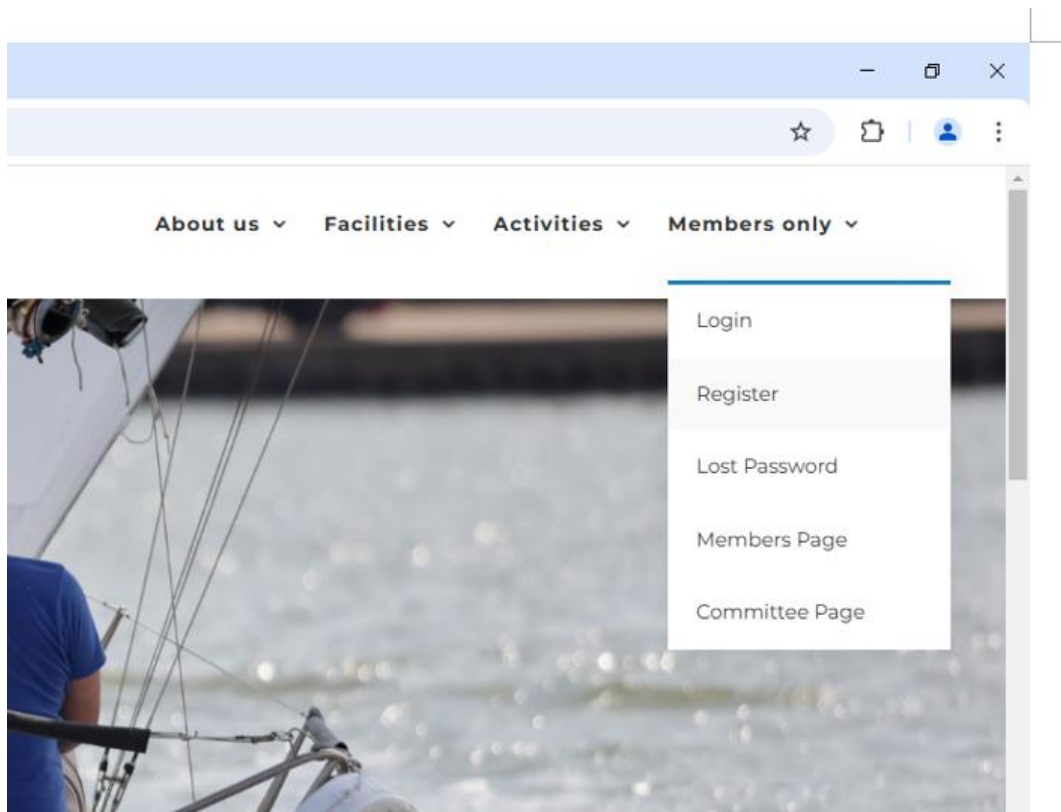 About us Facilities Activities Members only
Login
Register
Lost Password
Members Page
Committee Page